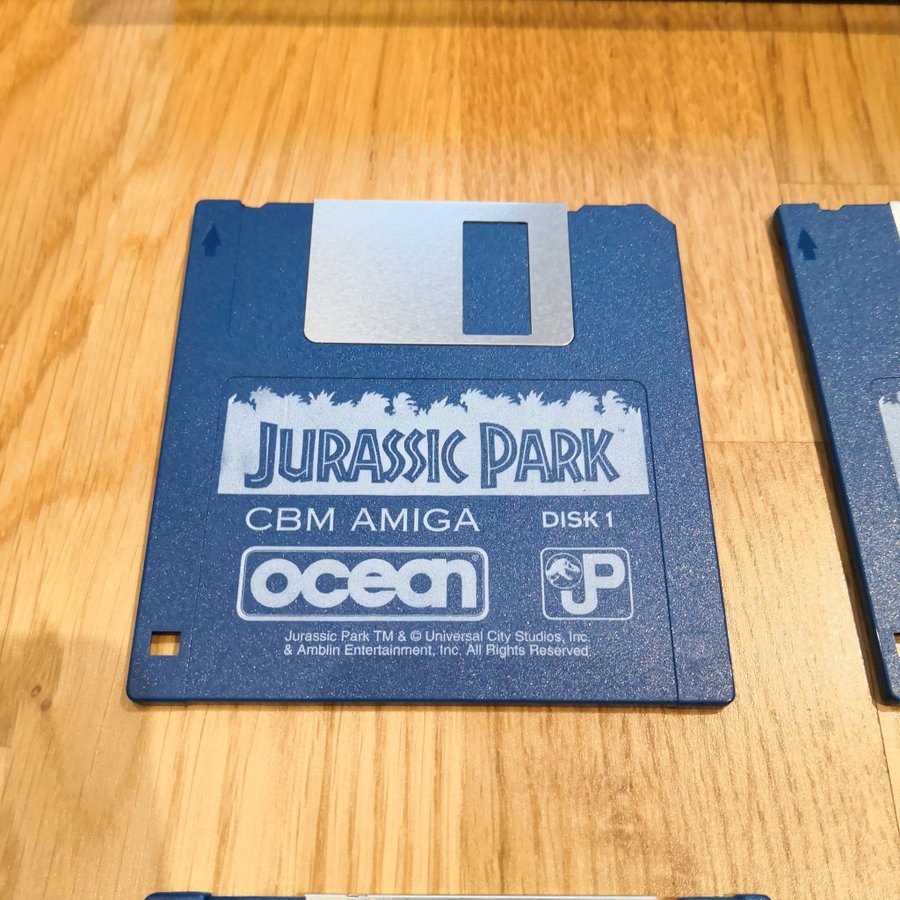 JURASSIC PARK™
CBM AMIGA DISK 1
ocean® JP
Jurassic Park TM & © Universal City Studios, Inc.
& Amblin Entertainment, Inc. All Rights Reserved.